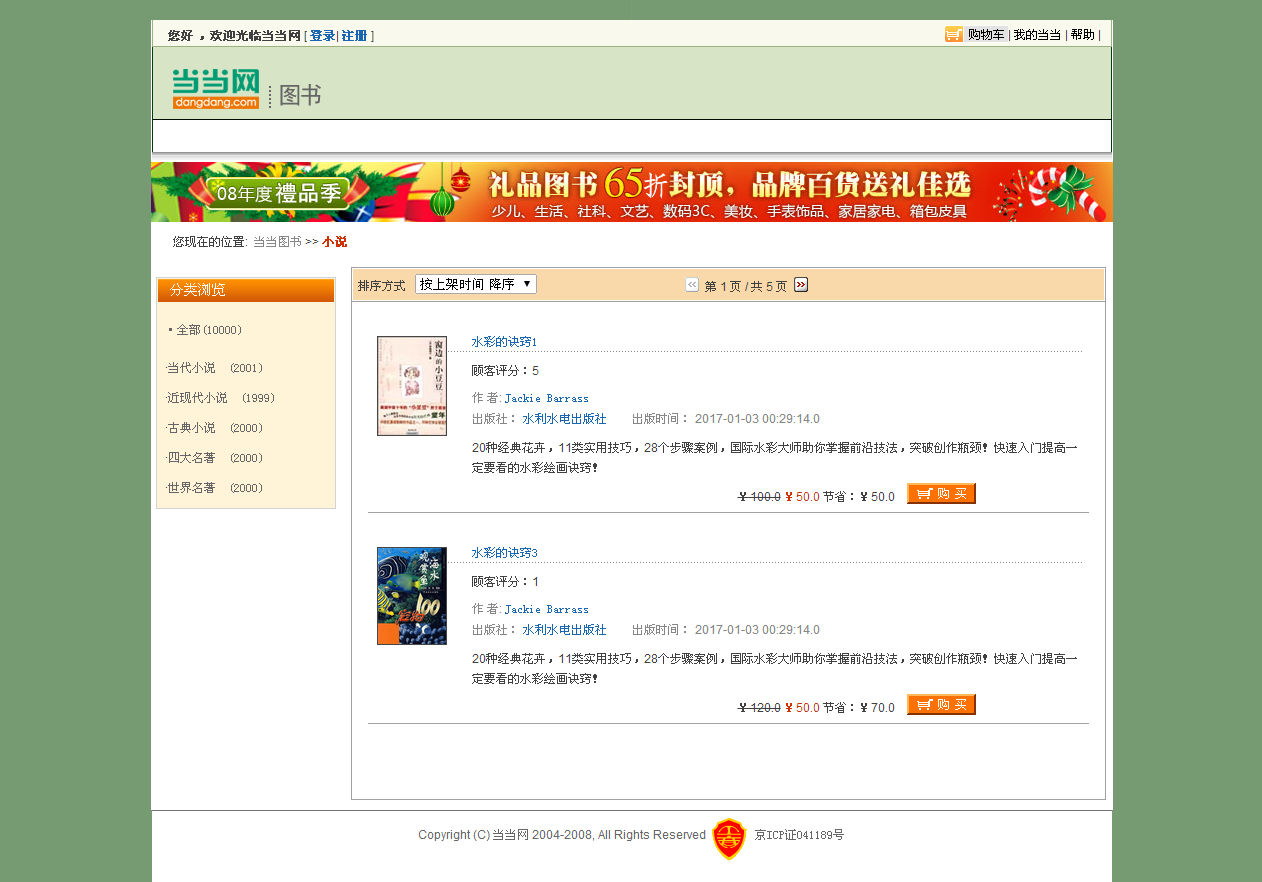 您好，欢迎光临当当网 [ 登录| 注册 ]
购物车 | 我的当当 | 帮助 |
当当网
dangdang.com
图书
08年度 禮品季
礼品图书 65折封顶，品牌百货送礼佳选
少儿、生活、社科、文艺、数码3C、美妆、手表饰品、家居家电、箱包皮具
您现在的位置: 当当图书 >> 小说
分类浏览
• 全部(10000)
·当代小说 (2001)
·近现代小说 (1999)
·古典小说 (2000)
·四大名著 (2000)
·世界名著 (2000)
排序方式 按上架时间 降序 ▼
第 1 页 / 共 5 页
窗边的小豆豆
水彩的诀窍1
顾客评分：5
作 者: Jackie Barrass
出版社： 水利水电出版社 出版时间： 2017-01-03 00:29:14.0
20种经典花卉，11类实用技巧，28个步骤案例，国际水彩大师助你掌握前沿技法，突破创作瓶颈！快速入门提高一
定要看的水彩绘画诀窍！
¥ 100.0 ¥ 50.0 节省：¥ 50.0 购 买
海水
观赏鱼
100
水彩的诀窍3
顾客评分：1
作 者: Jackie Barrass
出版社： 水利水电出版社 出版时间： 2017-01-03 00:29:14.0
20种经典花卉，11类实用技巧，28个步骤案例，国际水彩大师助你掌握前沿技法，突破创作瓶颈！快速入门提高一
定要看的水彩绘画诀窍！
¥ 120.0 ¥ 50.0 节省：¥ 70.0 购 买
Copyright (C) 当当网 2004-2008, All Rights Reserved 京ICP证041189号